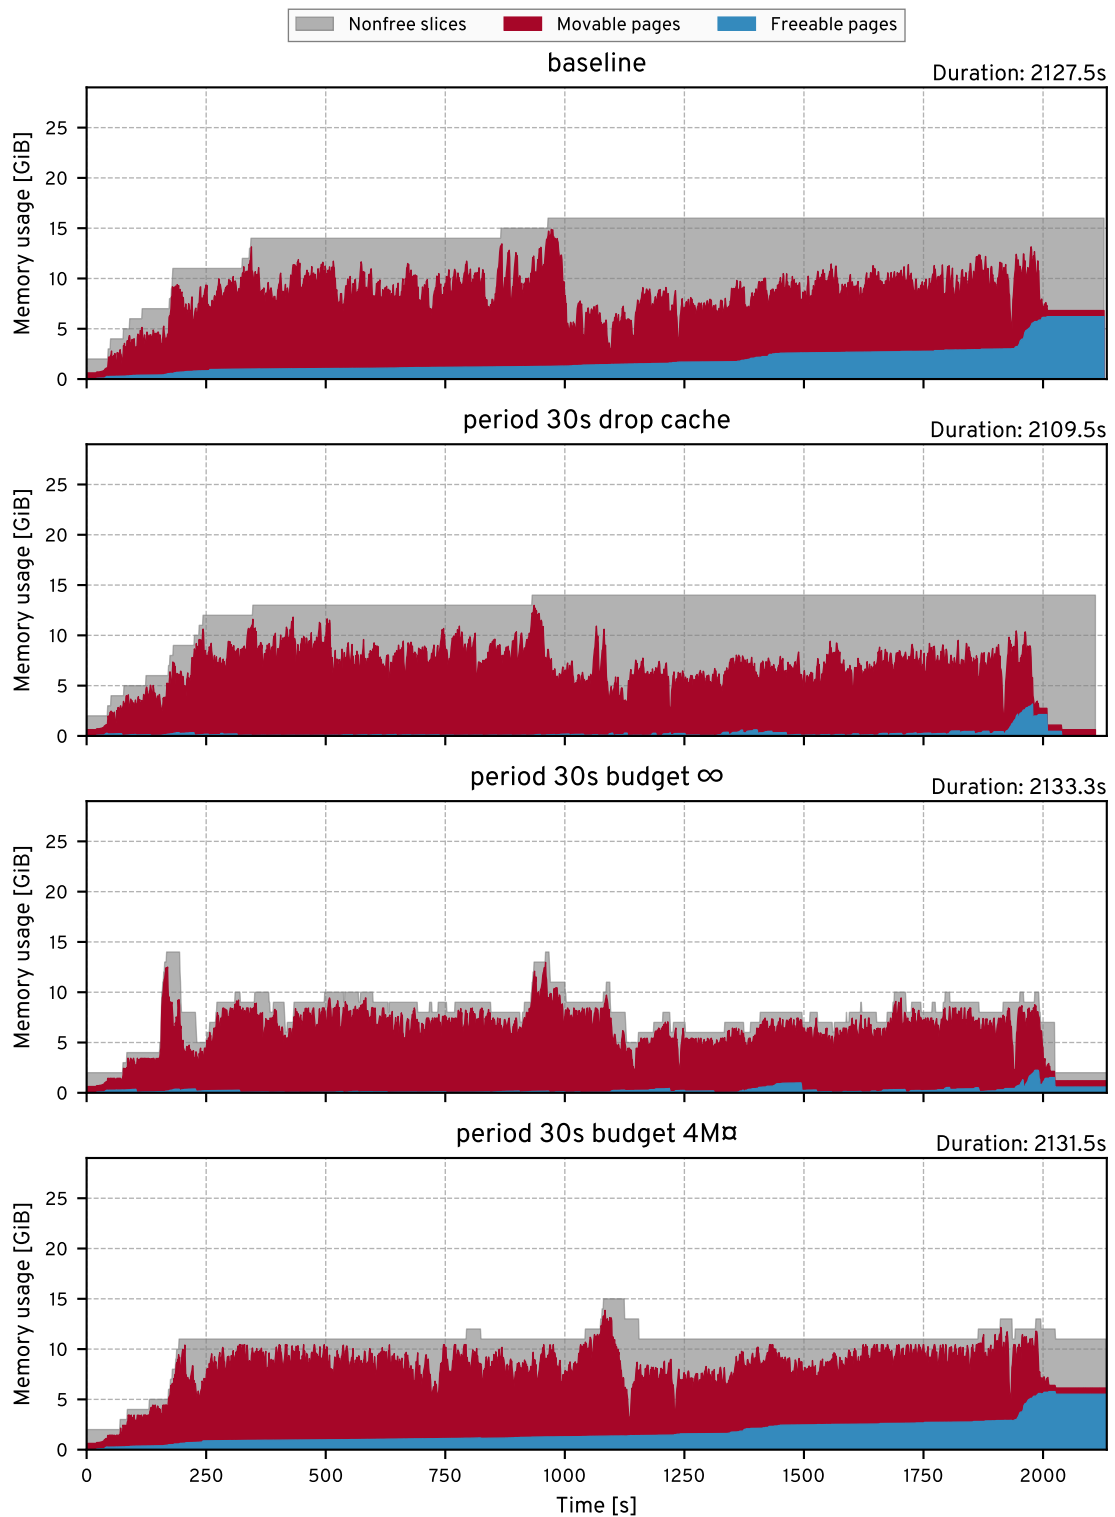 Nonfree slices Movable pages Freeable pages
baseline
Duration: 2127.5s
Memory usage [GiB]
25
20
15
10
5
0
period 30s drop cache
Duration: 2109.5s
Memory usage [GiB]
25
20
15
10
5
0
period 30s budget ∞
Duration: 2133.3s
Memory usage [GiB]
25
20
15
10
5
0
period 30s budget 4M¤
Duration: 2131.5s
Memory usage [GiB]
25
20
15
10
5
0
0 250 500 750 1000 1250 1500 1750 2000
Time [s]